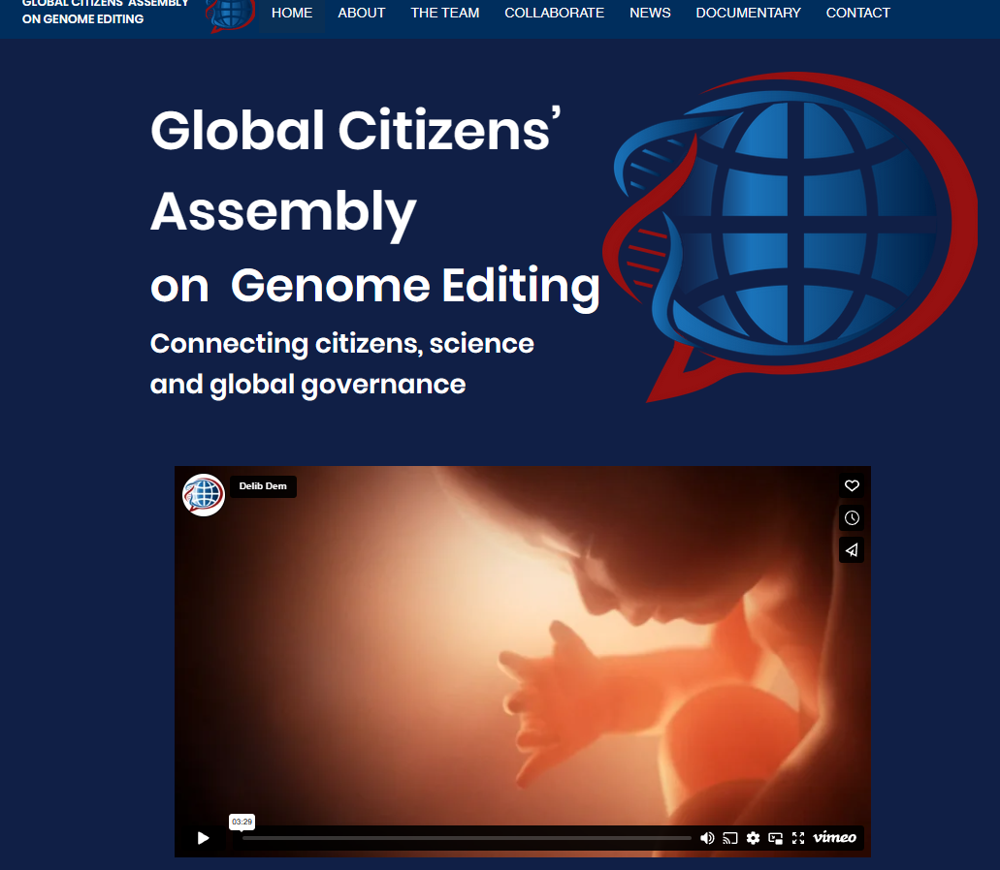 GLOBAL CITIZENS' ASSEMBLY
ON GENOME EDITING
HOME ABOUT THE TEAM COLLABORATE NEWS DOCUMENTARY CONTACT
Global Citizens’
Assembly
on Genome Editing
Connecting citizens, science
and global governance
Delib Dem
03:29
vimeo